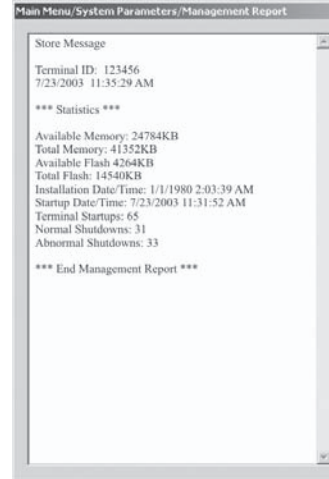 Main Menu/System Parameters/Management Report
Store Message
Terminal ID: 123456
7/23/2003 11:35:29 AM
*** Statistics ***
Available Memory: 24784KB
Total Memory: 41352KB
Available Flash 4264KB
Total Flash: 14540KB
Installation Date/Time: 1/1/1980 2:03:39 AM
Startup Date/Time: 7/23/2003 11:31:52 AM
Terminal Startups: 65
Normal Shutdowns: 31
Abnormal Shutdowns: 33
*** End Management Report ***